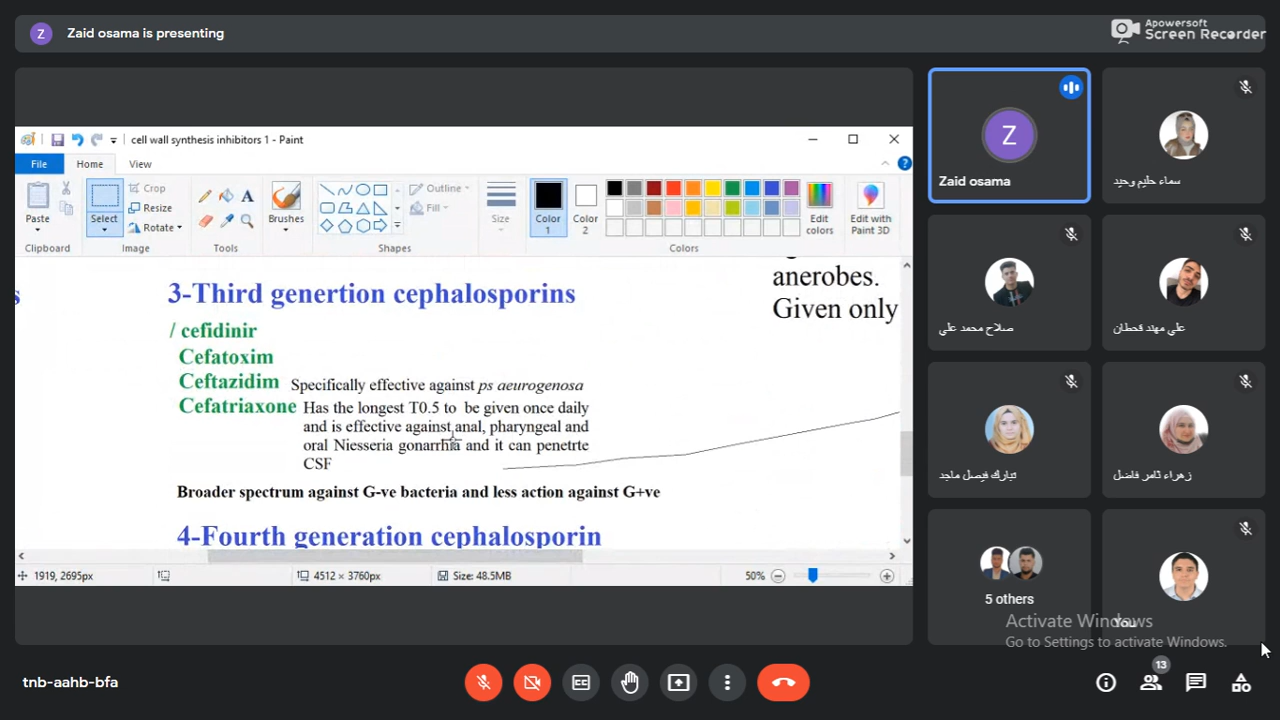 Z Zaid osama is presenting
Apowersoft
Screen Recorder
cell wall synthesis inhibitors 1 - Paint
File Home View
Paste
Clipboard
Select
Crop
Resize
Rotate
Image
A
Tools
Brushes
Outline
Fill
Shapes
Size
Color
1
Color
2
Colors
Edit
colors
Edit with
Paint 3D
s
3-Third genertion cephalosporins
/ cefidinir
Cefatoxim
Ceftazidim Specifically effective against ps aeurogenosa
Cefatriaxone Has the longest T0.5 to be given once daily
and is effective against anal, pharyngeal and
oral Niesseria gonarrhia and it can penetrte
CSF
Broader spectrum against G-ve bacteria and less action against G+ve
4-Fourth generation cephalosporin
anerobes.
Given only
1919, 2695px
4512 × 3760px
Size: 48.5MB
50%
Z
Zaid osama
سماء حليم وحيد
صلاح محمد علي
علي مهند قحطان
تبارك فيصل ماجد
زهراء ثامر فاضل
5 others
You
Activate Windows
Go to Settings to activate Windows.
tnb-aahb-bfa
CC
13